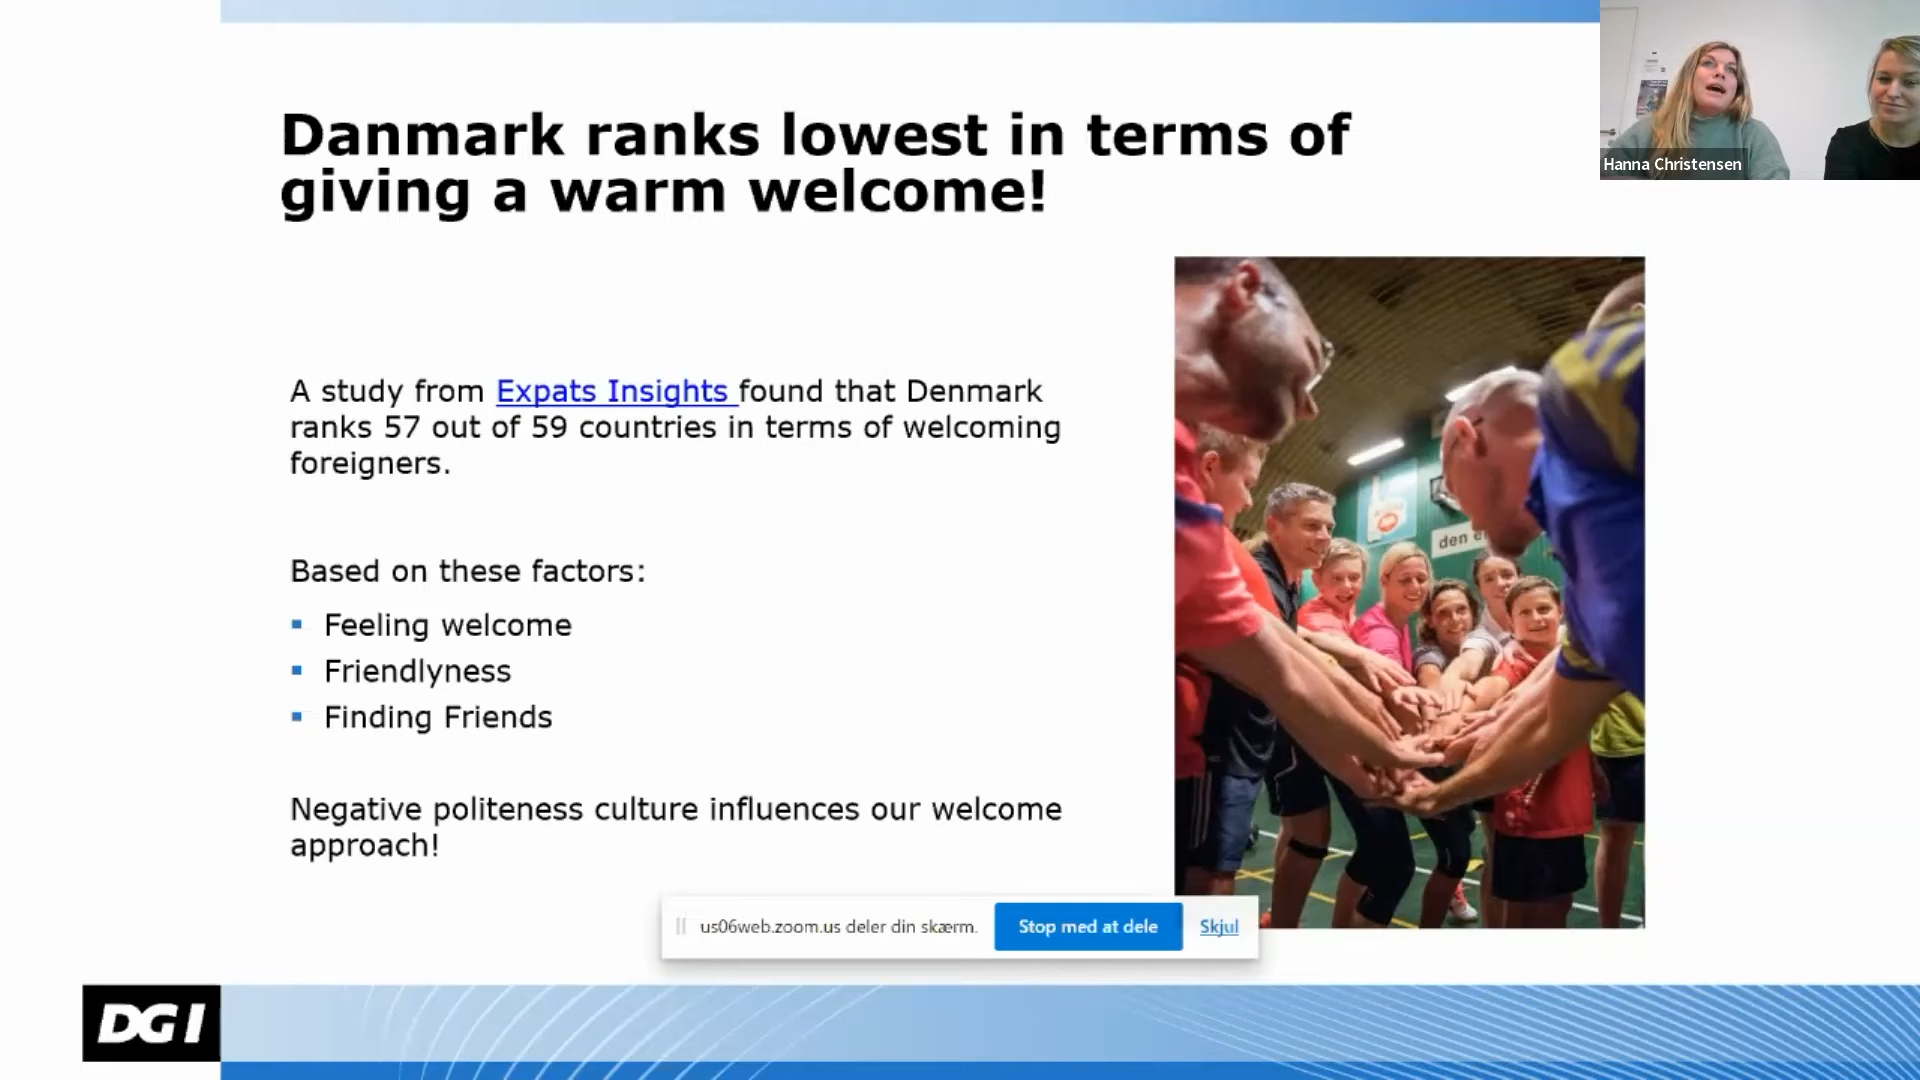 Danmark ranks lowest in terms of
giving a warm welcome!
Hanna Christensen
A study from Expats Insights found that Denmark
ranks 57 out of 59 countries in terms of welcoming
foreigners.
Based on these factors:
Feeling welcome
Friendlyness
Finding Friends
Negative politeness culture influences our welcome
approach!
den
us06web.zoom.us deler din skærm.
Stop med at dele
Skjul
DGI